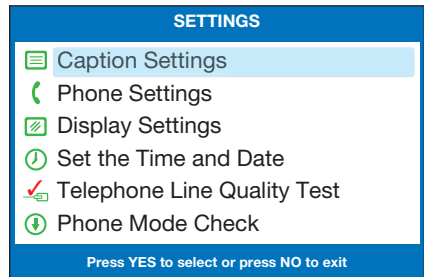 SETTINGS
Caption Settings
Phone Settings
Display Settings
Set the Time and Date
Telephone Line Quality Test
Phone Mode Check
Press YES to select or press NO to exit